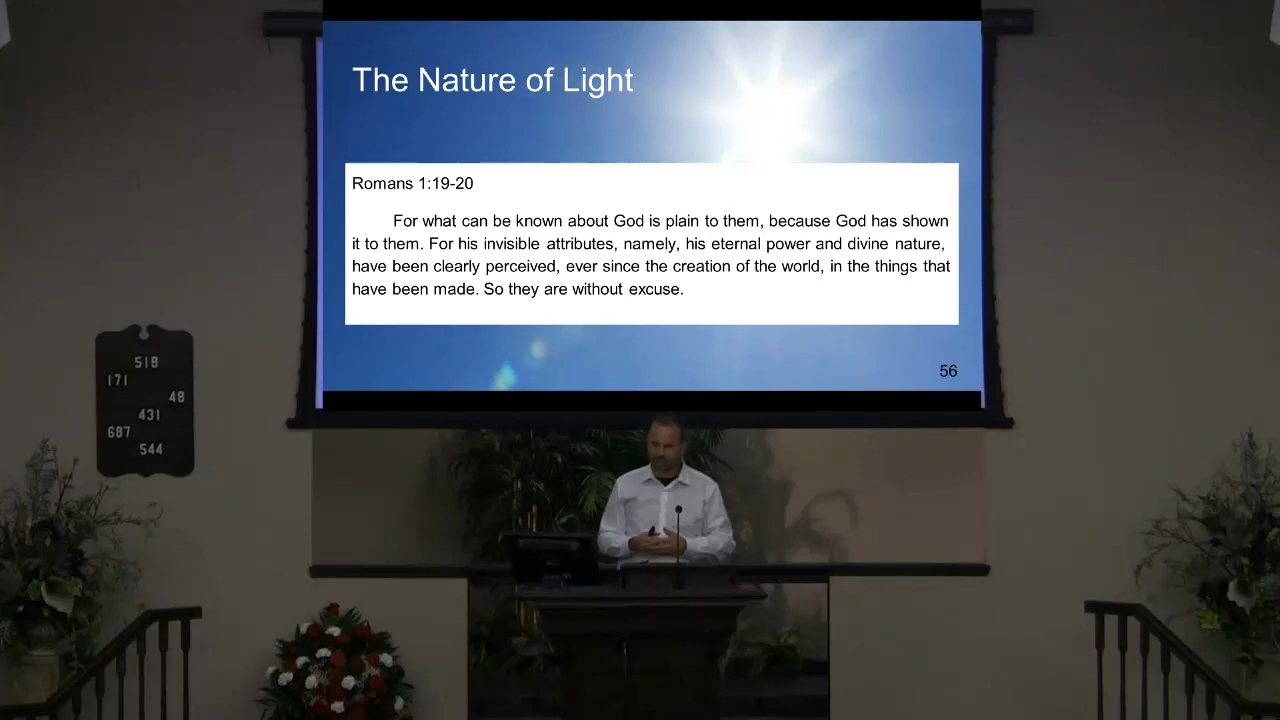 The Nature of Light
Romans 1:19-20
For what can be known about God is plain to them, because God has shown
it to them. For his invisible attributes, namely, his eternal power and divine nature,
have been clearly perceived, ever since the creation of the world, in the things that
have been made. So they are without excuse.
56
518
171
48
431
687
544